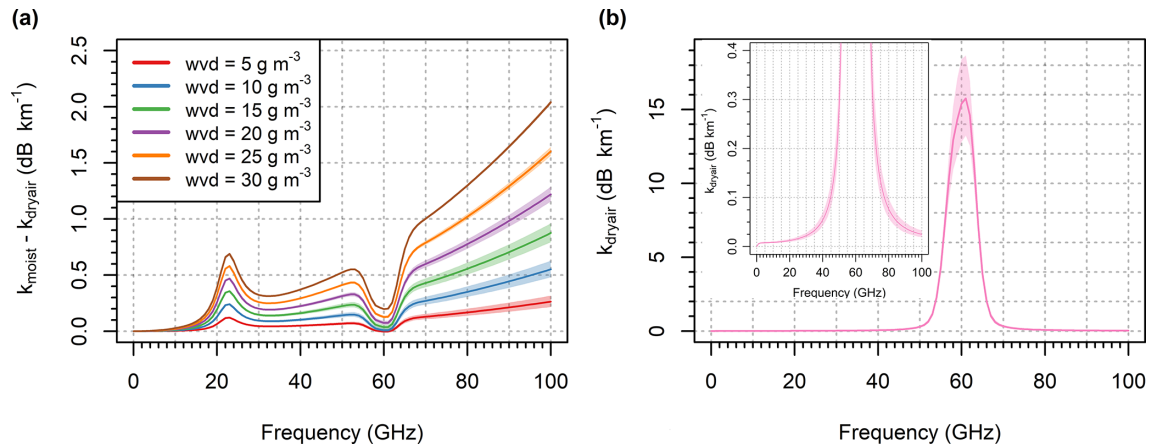 (a)
k_moist - k_dryair (dB km^-1)
2.5
2.0
1.5
1.0
0.5
0.0
wvd = 5 g m^-3
wvd = 10 g m^-3
wvd = 15 g m^-3
wvd = 20 g m^-3
wvd = 25 g m^-3
wvd = 30 g m^-3
0 20 40 60 80 100
Frequency (GHz)
(b)
k_dryair (dB km^-1)
15
10
5
0
k_dryair (dB km^-1)
0.4
0.3
0.2
0.1
0.0
0 20 40 60 80 100
Frequency (GHz)
0 20 40 60 80 100
Frequency (GHz)